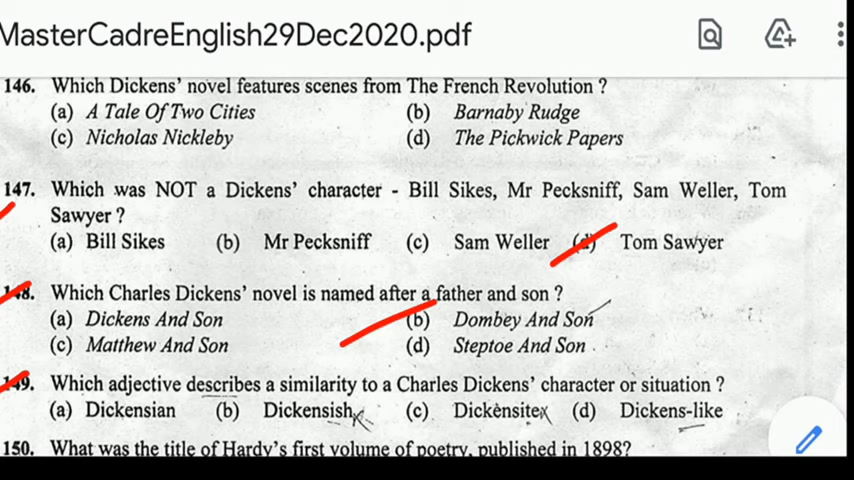 MasterCadreEnglish29Dec2020.pdf
146. Which Dickens' novel features scenes from The French Revolution ?
(a) A Tale Of Two Cities (b) Barnaby Rudge
(c) Nicholas Nickleby (d) The Pickwick Papers
147. Which was NOT a Dickens' character - Bill Sikes, Mr Pecksniff, Sam Weller, Tom
Sawyer ?
(a) Bill Sikes (b) Mr Pecksniff (c) Sam Weller (d) Tom Sawyer
148. Which Charles Dickens' novel is named after a father and son ?
(a) Dickens And Son (b) Dombey And Son
(c) Matthew And Son (d) Steptoe And Son
149. Which adjective describes a similarity to a Charles Dickens' character or situation ?
(a) Dickensian (b) Dickensish (c) Dickensite (d) Dickens-like
150. What was the title of Hardy's first volume of poetry, published in 1898?